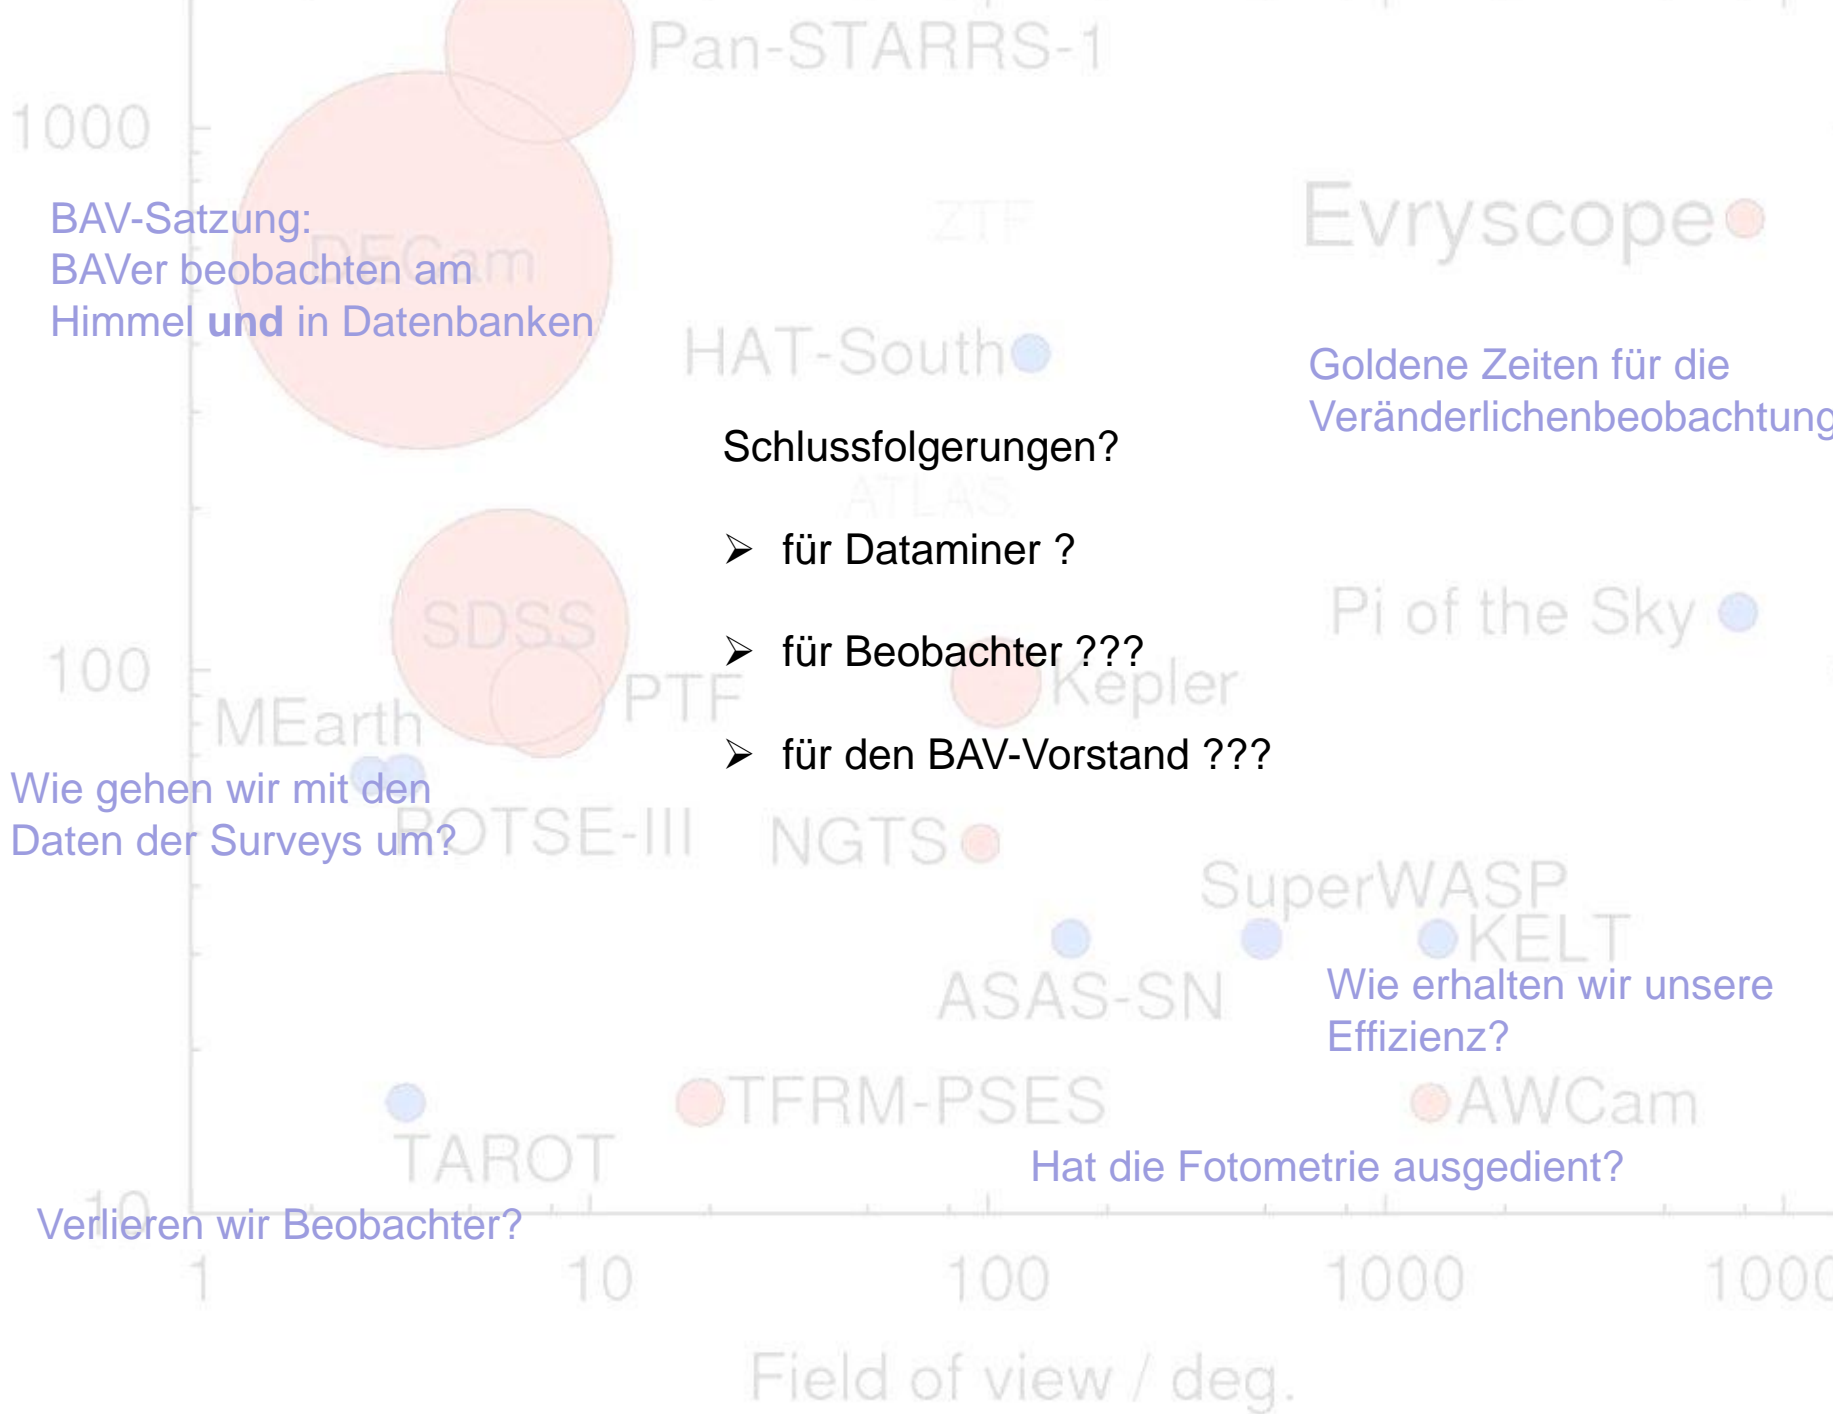 Pan-STARRS-1
1000
BAV-Satzung:
BAVer beobachten am
Himmel und in Datenbanken
DECam
ZTF
Evryscope
HAT-South
Goldene Zeiten für die
Veränderlichenbeobachtung
Schlussfolgerungen?
ATLAS
➢ für Dataminer ?
SDSS
Pi of the Sky
➢ für Beobachter ???
100
PTF
Kepler
MEarth
➢ für den BAV-Vorstand ???
Wie gehen wir mit den
Daten der Surveys um?
ROTSE-III
NGTS
SuperWASP
KELT
ASAS-SN
Wie erhalten wir unsere
Effizienz?
TFRM-PSES
AWCam
TAROT
Hat die Fotometrie ausgedient?
10
Verlieren wir Beobachter?
1 10 100 1000 1000
Field of view / deg.